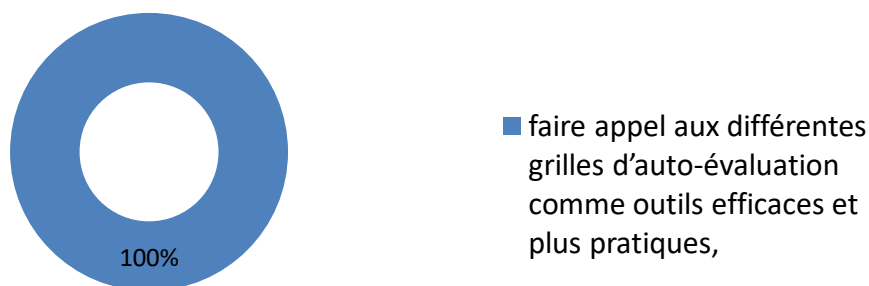 100%
faire appel aux différentes
grilles d’auto-évaluation
comme outils efficaces et
plus pratiques,